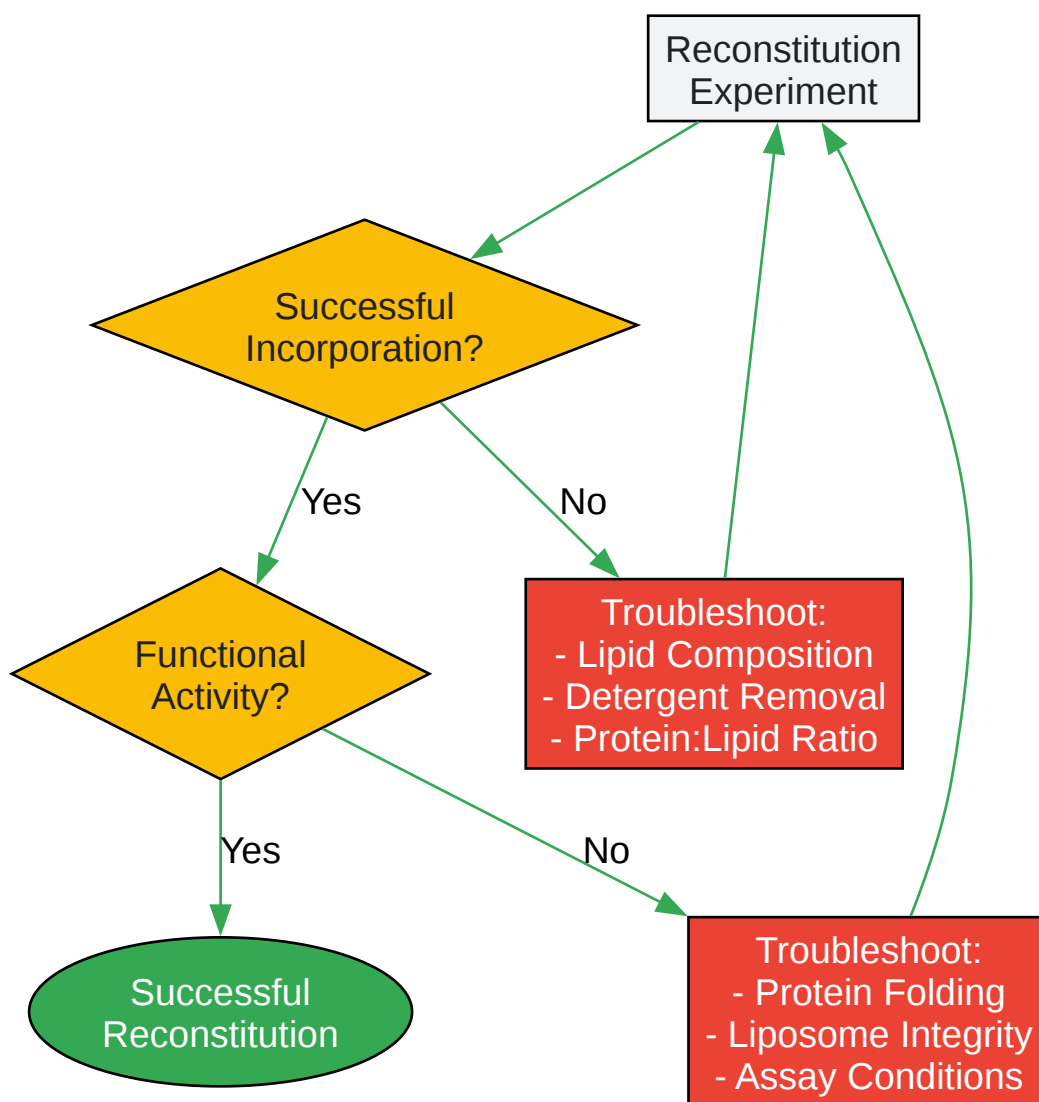 Reconstitution
Experiment
Successful
Incorporation?
Yes
No
Functional
Activity?
Troubleshoot:
- Lipid Composition
- Detergent Removal
- Protein:Lipid Ratio
Yes
No
Successful
Reconstitution
Troubleshoot:
- Protein Folding
- Liposome Integrity
- Assay Conditions